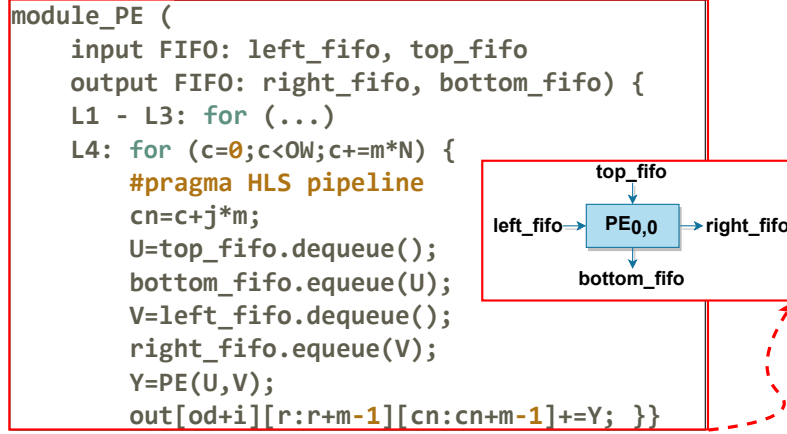 module_PE (
input FIFO: left_fifo, top_fifo
output FIFO: right_fifo, bottom_fifo) {
L1 - L3: for (...)
L4: for (c=0;c<OW;c+=m*N) {
#pragma HLS pipeline
cn=c+j*m;
U=top_fifo.dequeue();
bottom_fifo.equeue(U);
V=left_fifo.dequeue();
right_fifo.equeue(V);
Y=PE(U,V);
out[od+i][r:r+m-1][cn:cn+m-1]+=Y; }}
top_fifo
left_fifo PE0,0 right_fifo
bottom_fifo